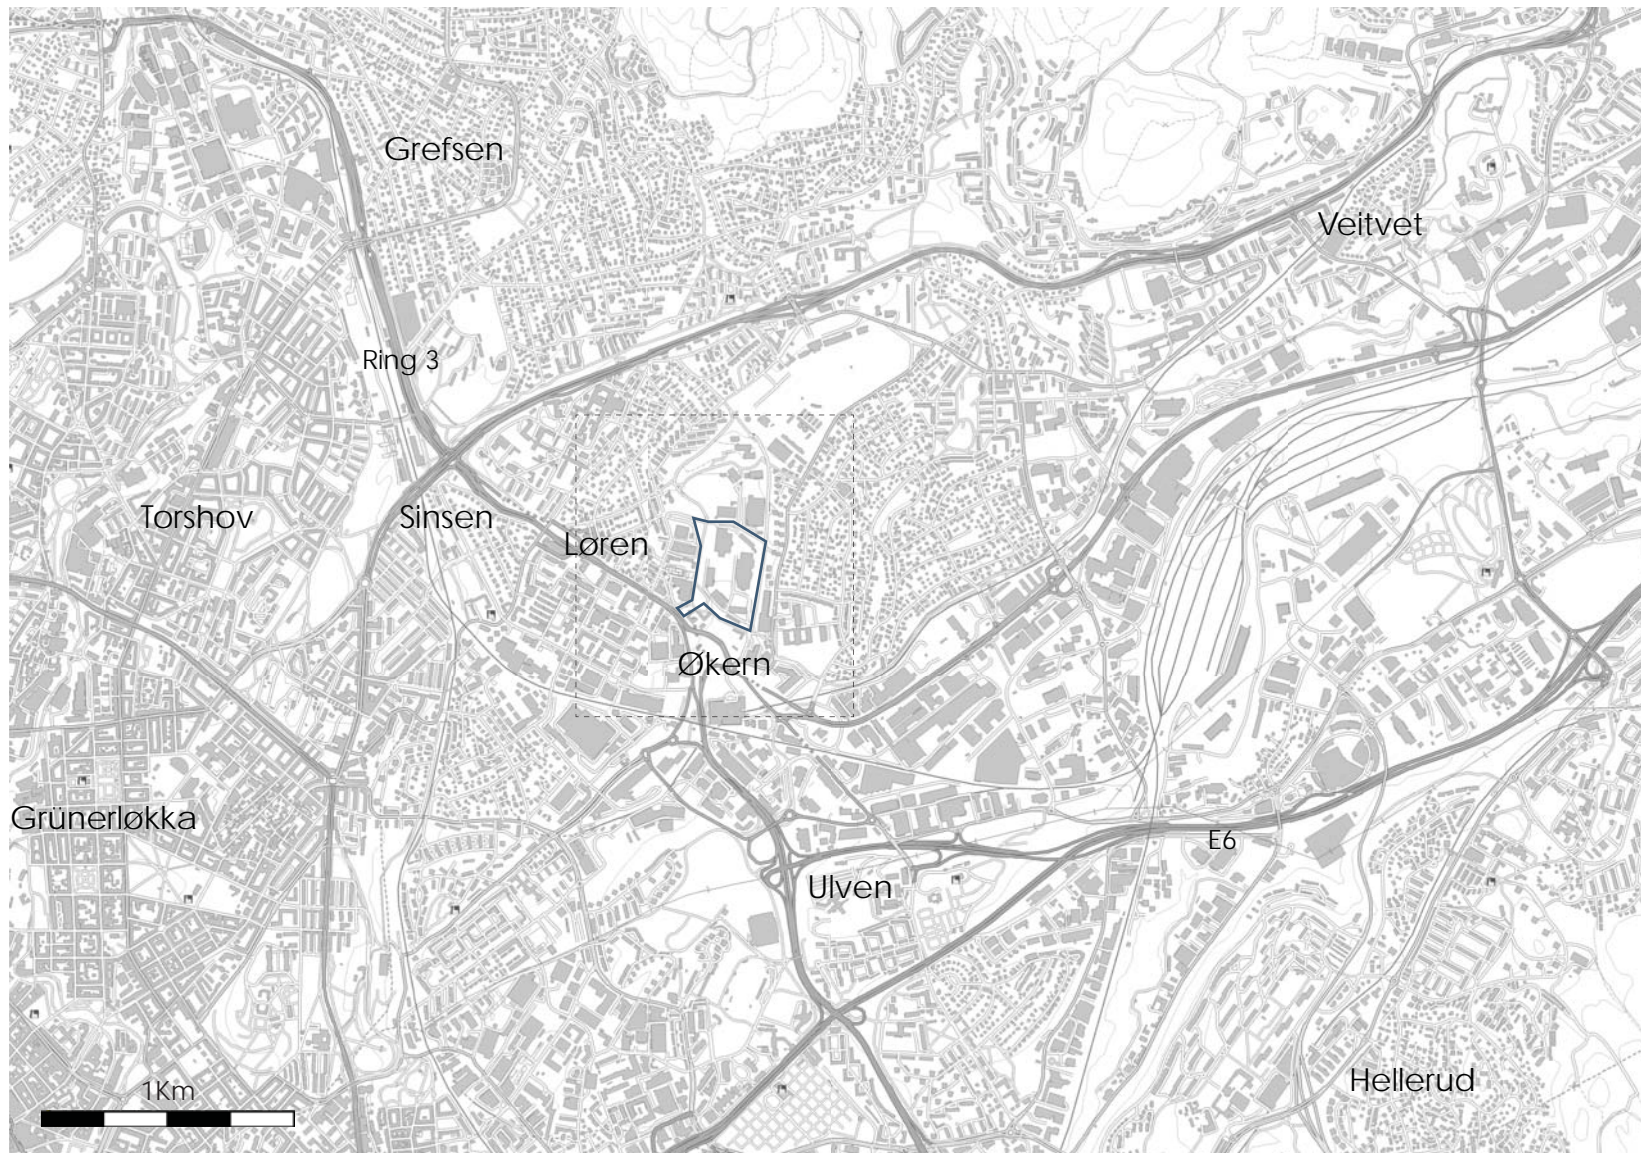 Grefsen
Veitvet
Ring 3
Torshov
Sinsen
Løren
Økern
Grünerløkka
E6
Ulven
Hellerud
1Km